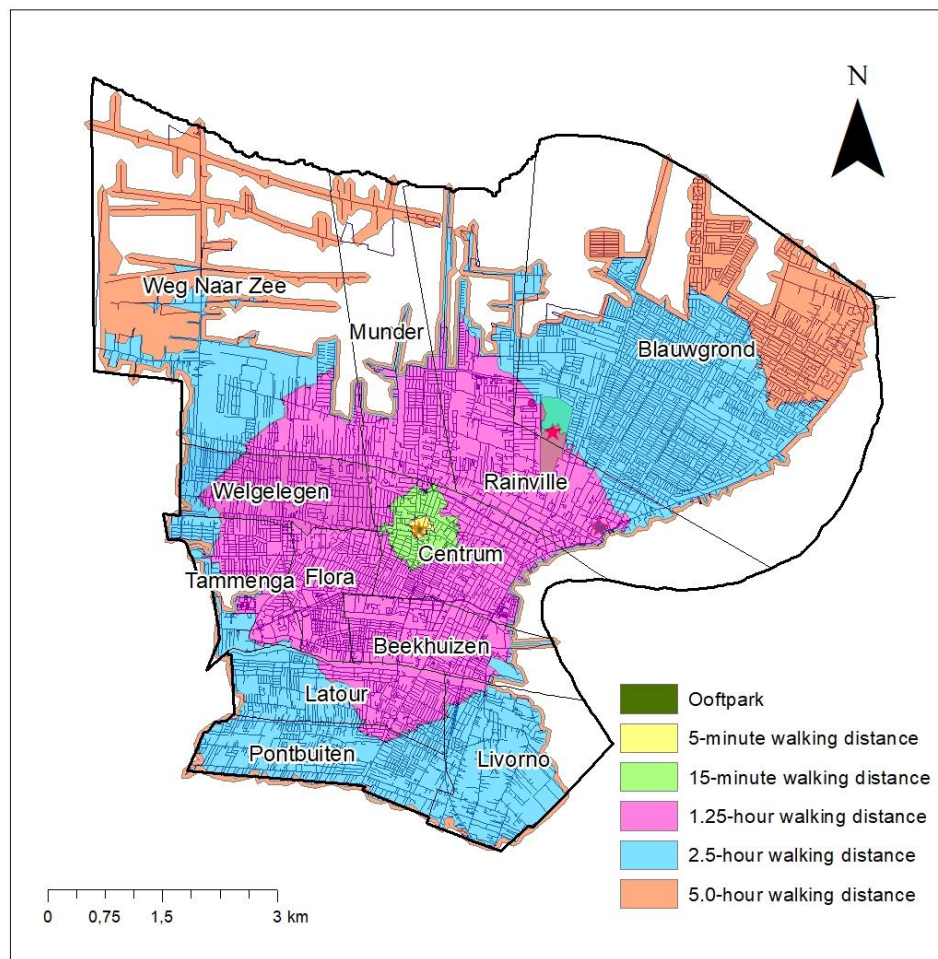 N
Weg Naar Zee
Munder
Blauwgrond
Welgelegen
Rainville
Centrum
Tammenga
Flora
Beekhuizen
Latour
Pontbuiten
Livorno
Ooftpark
5-minute walking distance
15-minute walking distance
1.25-hour walking distance
2.5-hour walking distance
5.0-hour walking distance
0 0,75 1,5 3 km